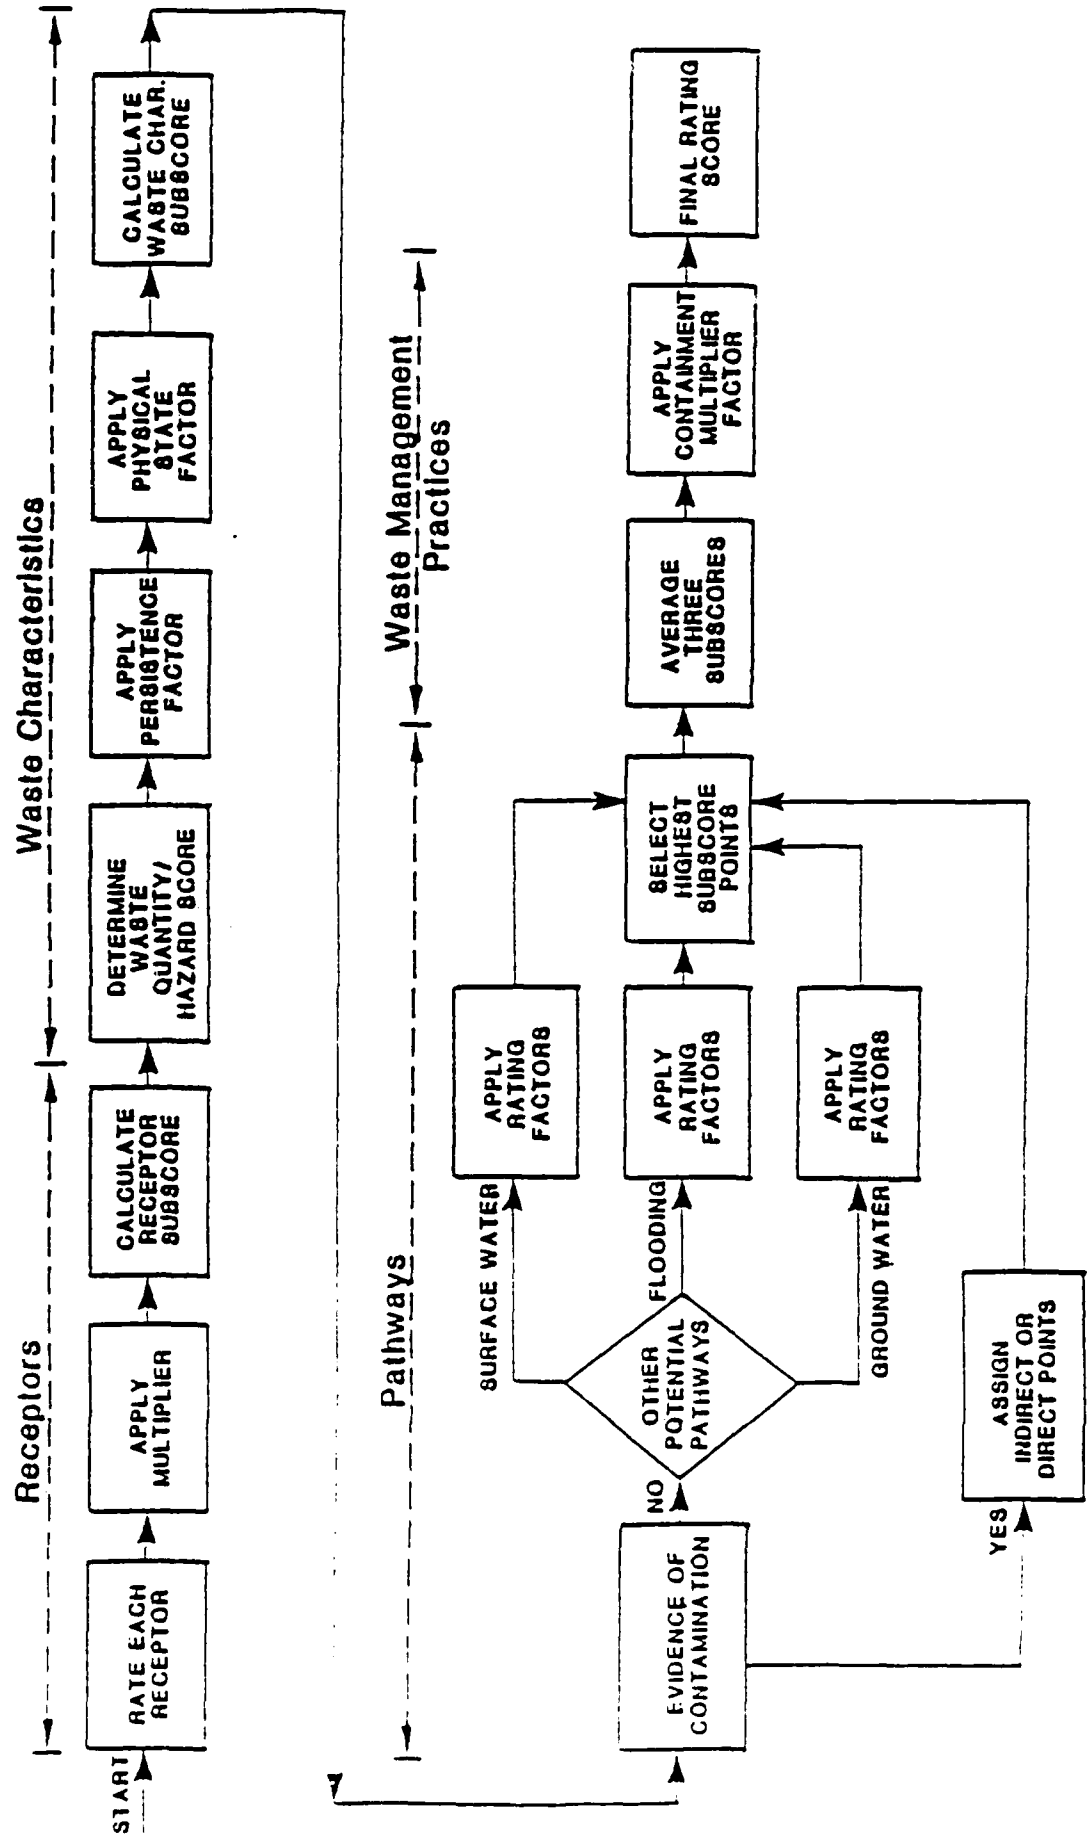 Receptors
Waste Characteristics
START
RATE EACH
RECEPTOR
APPLY
MULTIPLIER
CALCULATE
RECEPTOR
SUBSCORE
DETERMINE
WASTE
QUANTITY/
HAZARD SCORE
APPLY
PERSISTENCE
FACTOR
APPLY
PHYSICAL
STATE
FACTOR
CALCULATE
WASTE CHAR.
SUBSCORE
Pathways
Waste Management
Practices
EVIDENCE OF
CONTAMINATION
NO
YES
OTHER
POTENTIAL
PATHWAYS
SURFACE WATER
FLOODING
GROUND WATER
APPLY
RATING
FACTORS
APPLY
RATING
FACTORS
APPLY
RATING
FACTORS
ASSIGN
INDIRECT OR
DIRECT POINTS
SELECT
HIGHEST
SUBSCORE
POINTS
AVERAGE
THREE
SUBSCORES
APPLY
CONTAINMENT
MULTIPLIER
FACTOR
FINAL RATING
SCORE